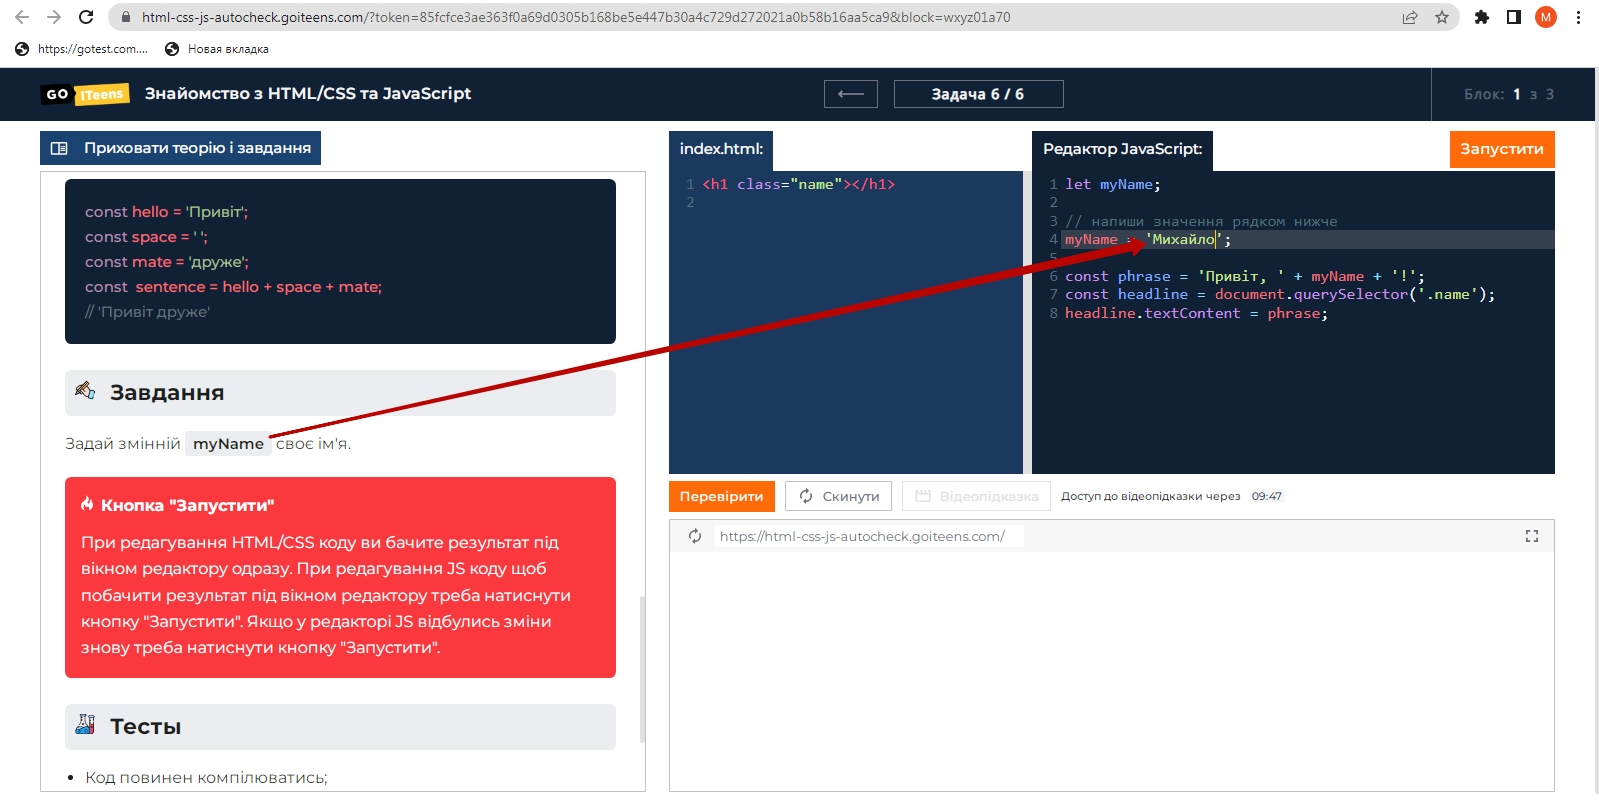 html-css-js-autocheck.goiteens.com/?token=85fcfce3ae363f0a69d0305b168be5e447b30a4c729d272021a0b58b16aa5ca9&block=wxyz01a70
M
https://gotest.com....
Новая вкладка
GO ITeens
Знайомство з HTML/CSS та JavaScript
Задача 6 / 6
Блок: 1 з 3
Приховати теорію і завдання
const hello = 'Привіт';
const space = ' ';
const mate = 'друже';
const sentence = hello + space + mate;
// 'Привіт друже'
Завдання
Задай змінній myName своє ім'я.
Кнопка "Запустити"
При редагування HTML/CSS коду ви бачите результат під
вікном редактору одразу. При редагування JS коду щоб
побачити результат під вікном редактору треба натиснути
кнопку "Запустити". Якщо у редакторі JS відбулись зміни
знову треба натиснути кнопку "Запустити".
Тесты
• Код повинен компілюватись;
index.html:
1 <h1 class="name"></h1>
2
Редактор JavaScript:
Запустити
1 let myName;
2
3 // напиши значення рядком нижче
4 myName = 'Михайло';
5
6 const phrase = 'Привіт, ' + myName + '!';
7 const headline = document.querySelector('.name');
8 headline.textContent = phrase;
Перевірити
Скинути
Відеопідказка
Доступ до відеопідказки через 09:47
https://html-css-js-autocheck.goiteens.com/